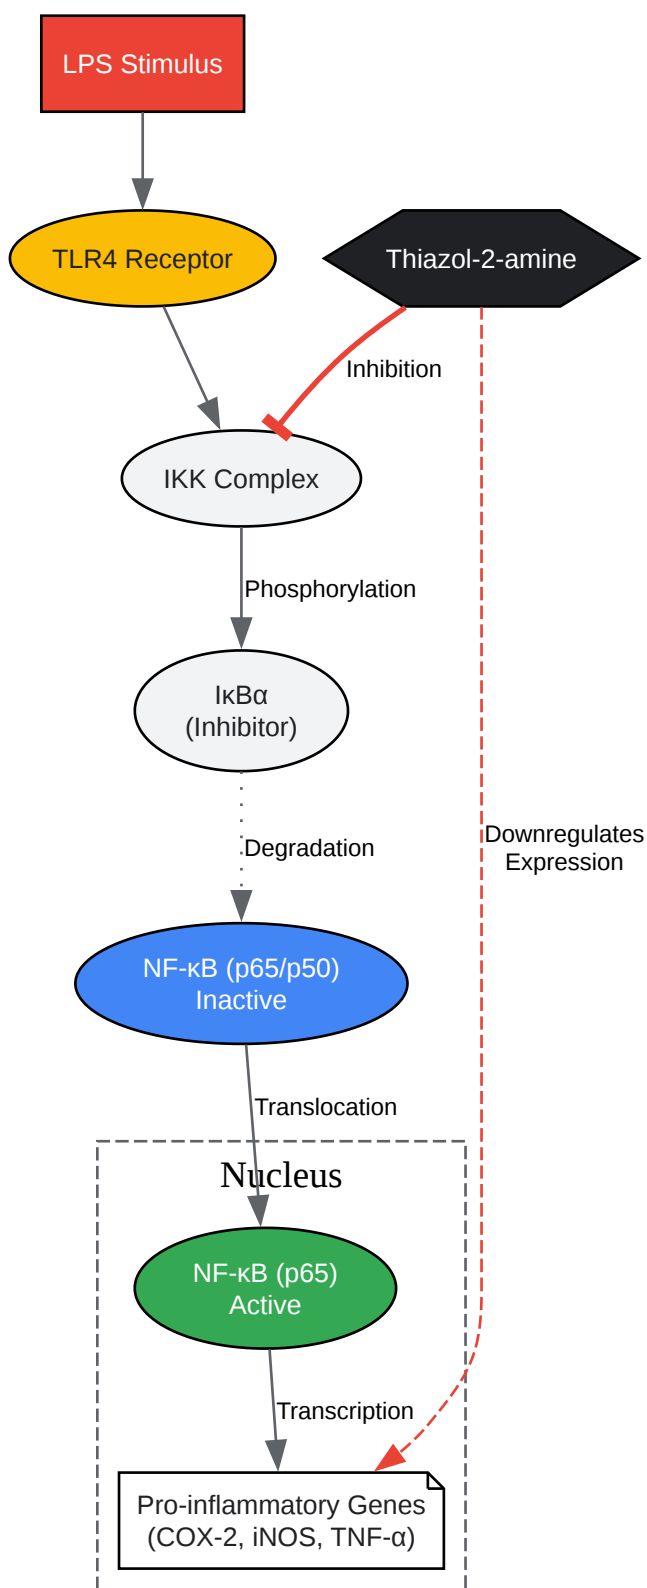 LPS Stimulus
TLR4 Receptor
Thiazol-2-amine
Inhibition
IKK Complex
Phosphorylation
IκBα
(Inhibitor)
Degradation
Downregulates
Expression
NF-κB (p65/p50)
Inactive
Translocation
Nucleus
NF-κB (p65)
Active
Transcription
Pro-inflammatory Genes
(COX-2, iNOS, TNF-α)